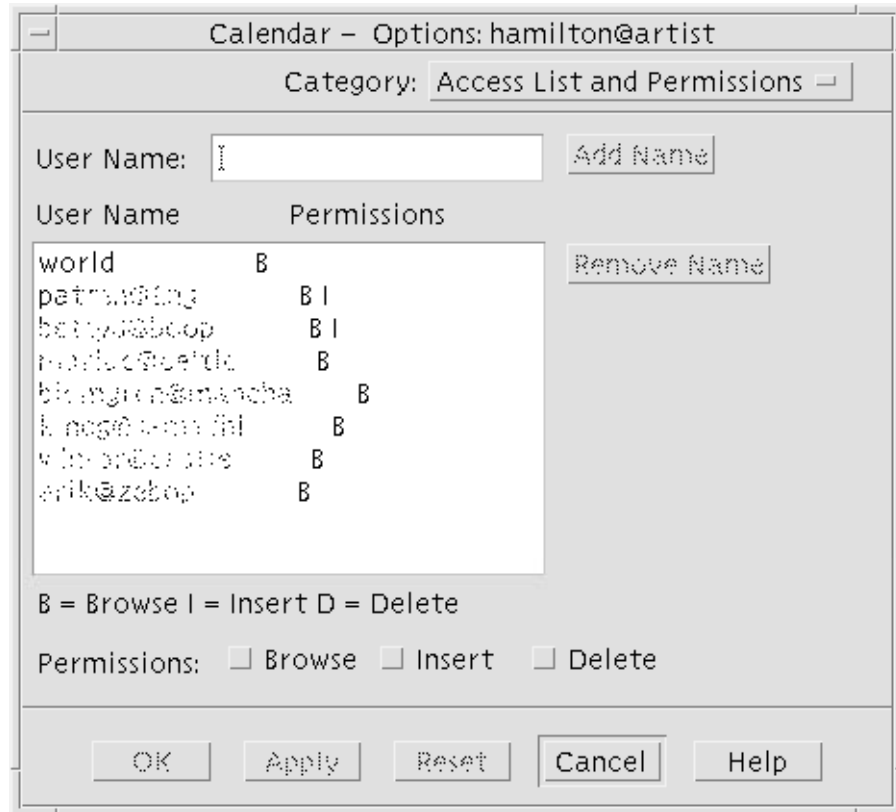 Calendar – Options: hamilton@artist
Category: Access List and Permissions
User Name:
Add Name
User Name Permissions
Remove Name
world B
B I
B I
B
B
B
B
erik@zebop B
B = Browse I = Insert D = Delete
Permissions: Browse Insert Delete
OK Apply Reset Cancel Help